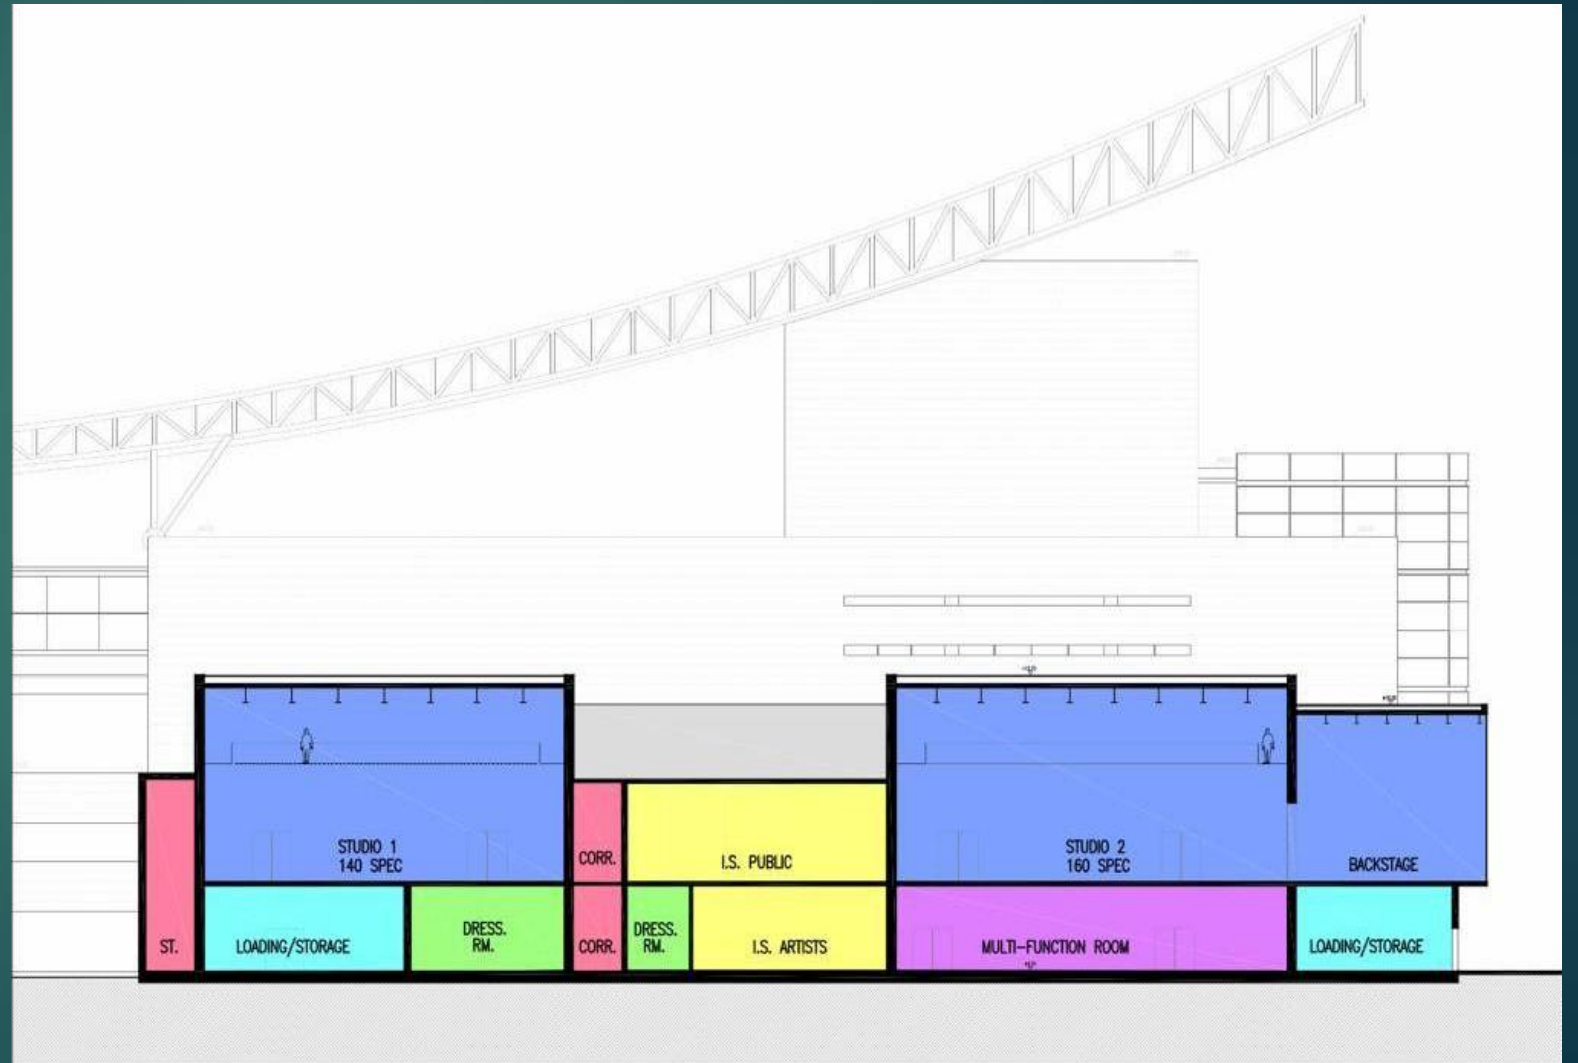 STUDIO 1
140 SPEC
CORR.
I.S. PUBLIC
STUDIO 2
160 SPEC
BACKSTAGE
ST.
LOADING/STORAGE
DRESS.
RM.
CORR.
DRESS.
RM.
I.S. ARTISTS
MULTI-FUNCTION ROOM
LOADING/STORAGE